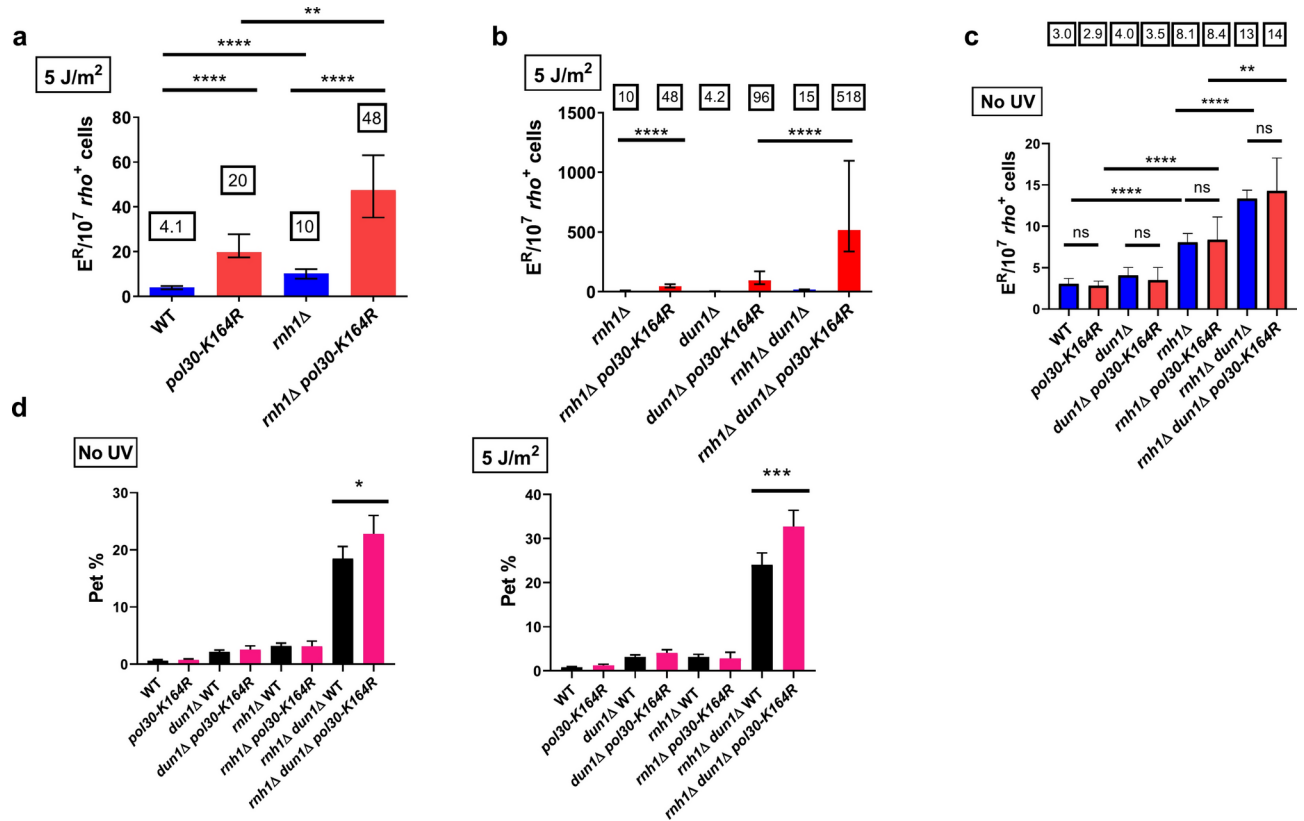 a
5 J/m²
**
****
****
****
E^R/10⁷ rho⁺ cells
80
60
40
20
0
4.1
20
10
48
WT
pol30-K164R
rnh1Δ
rnh1Δ pol30-K164R
b
5 J/m²
10 48 4.2 96 15 518
****
****
E^R/10⁷ rho⁺ cells
1500
1000
500
0
rnh1Δ
rnh1Δ pol30-K164R
dun1Δ
dun1Δ pol30-K164R
rnh1Δ dun1Δ
rnh1Δ dun1Δ pol30-K164R
c
3.0 2.9 4.0 3.5 8.1 8.4 13 14
No UV
**
****
ns
****
****
ns
ns
ns
E^R/10⁷ rho⁺ cells
20
15
10
5
0
WT
pol30-K164R
dun1Δ
dun1Δ pol30-K164R
rnh1Δ
rnh1Δ pol30-K164R
rnh1Δ dun1Δ
rnh1Δ dun1Δ pol30-K164R
d
No UV
*
Pet %
30
20
10
0
WT
pol30-K164R
dun1Δ WT
dun1Δ pol30-K164R
rnh1Δ WT
rnh1Δ pol30-K164R
rnh1Δ dun1Δ WT
rnh1Δ dun1Δ pol30-K164R
5 J/m²
***
Pet %
40
30
20
10
0
WT
pol30-K164R
dun1Δ WT
dun1Δ pol30-K164R
rnh1Δ WT
rnh1Δ pol30-K164R
rnh1Δ dun1Δ WT
rnh1Δ dun1Δ pol30-K164R